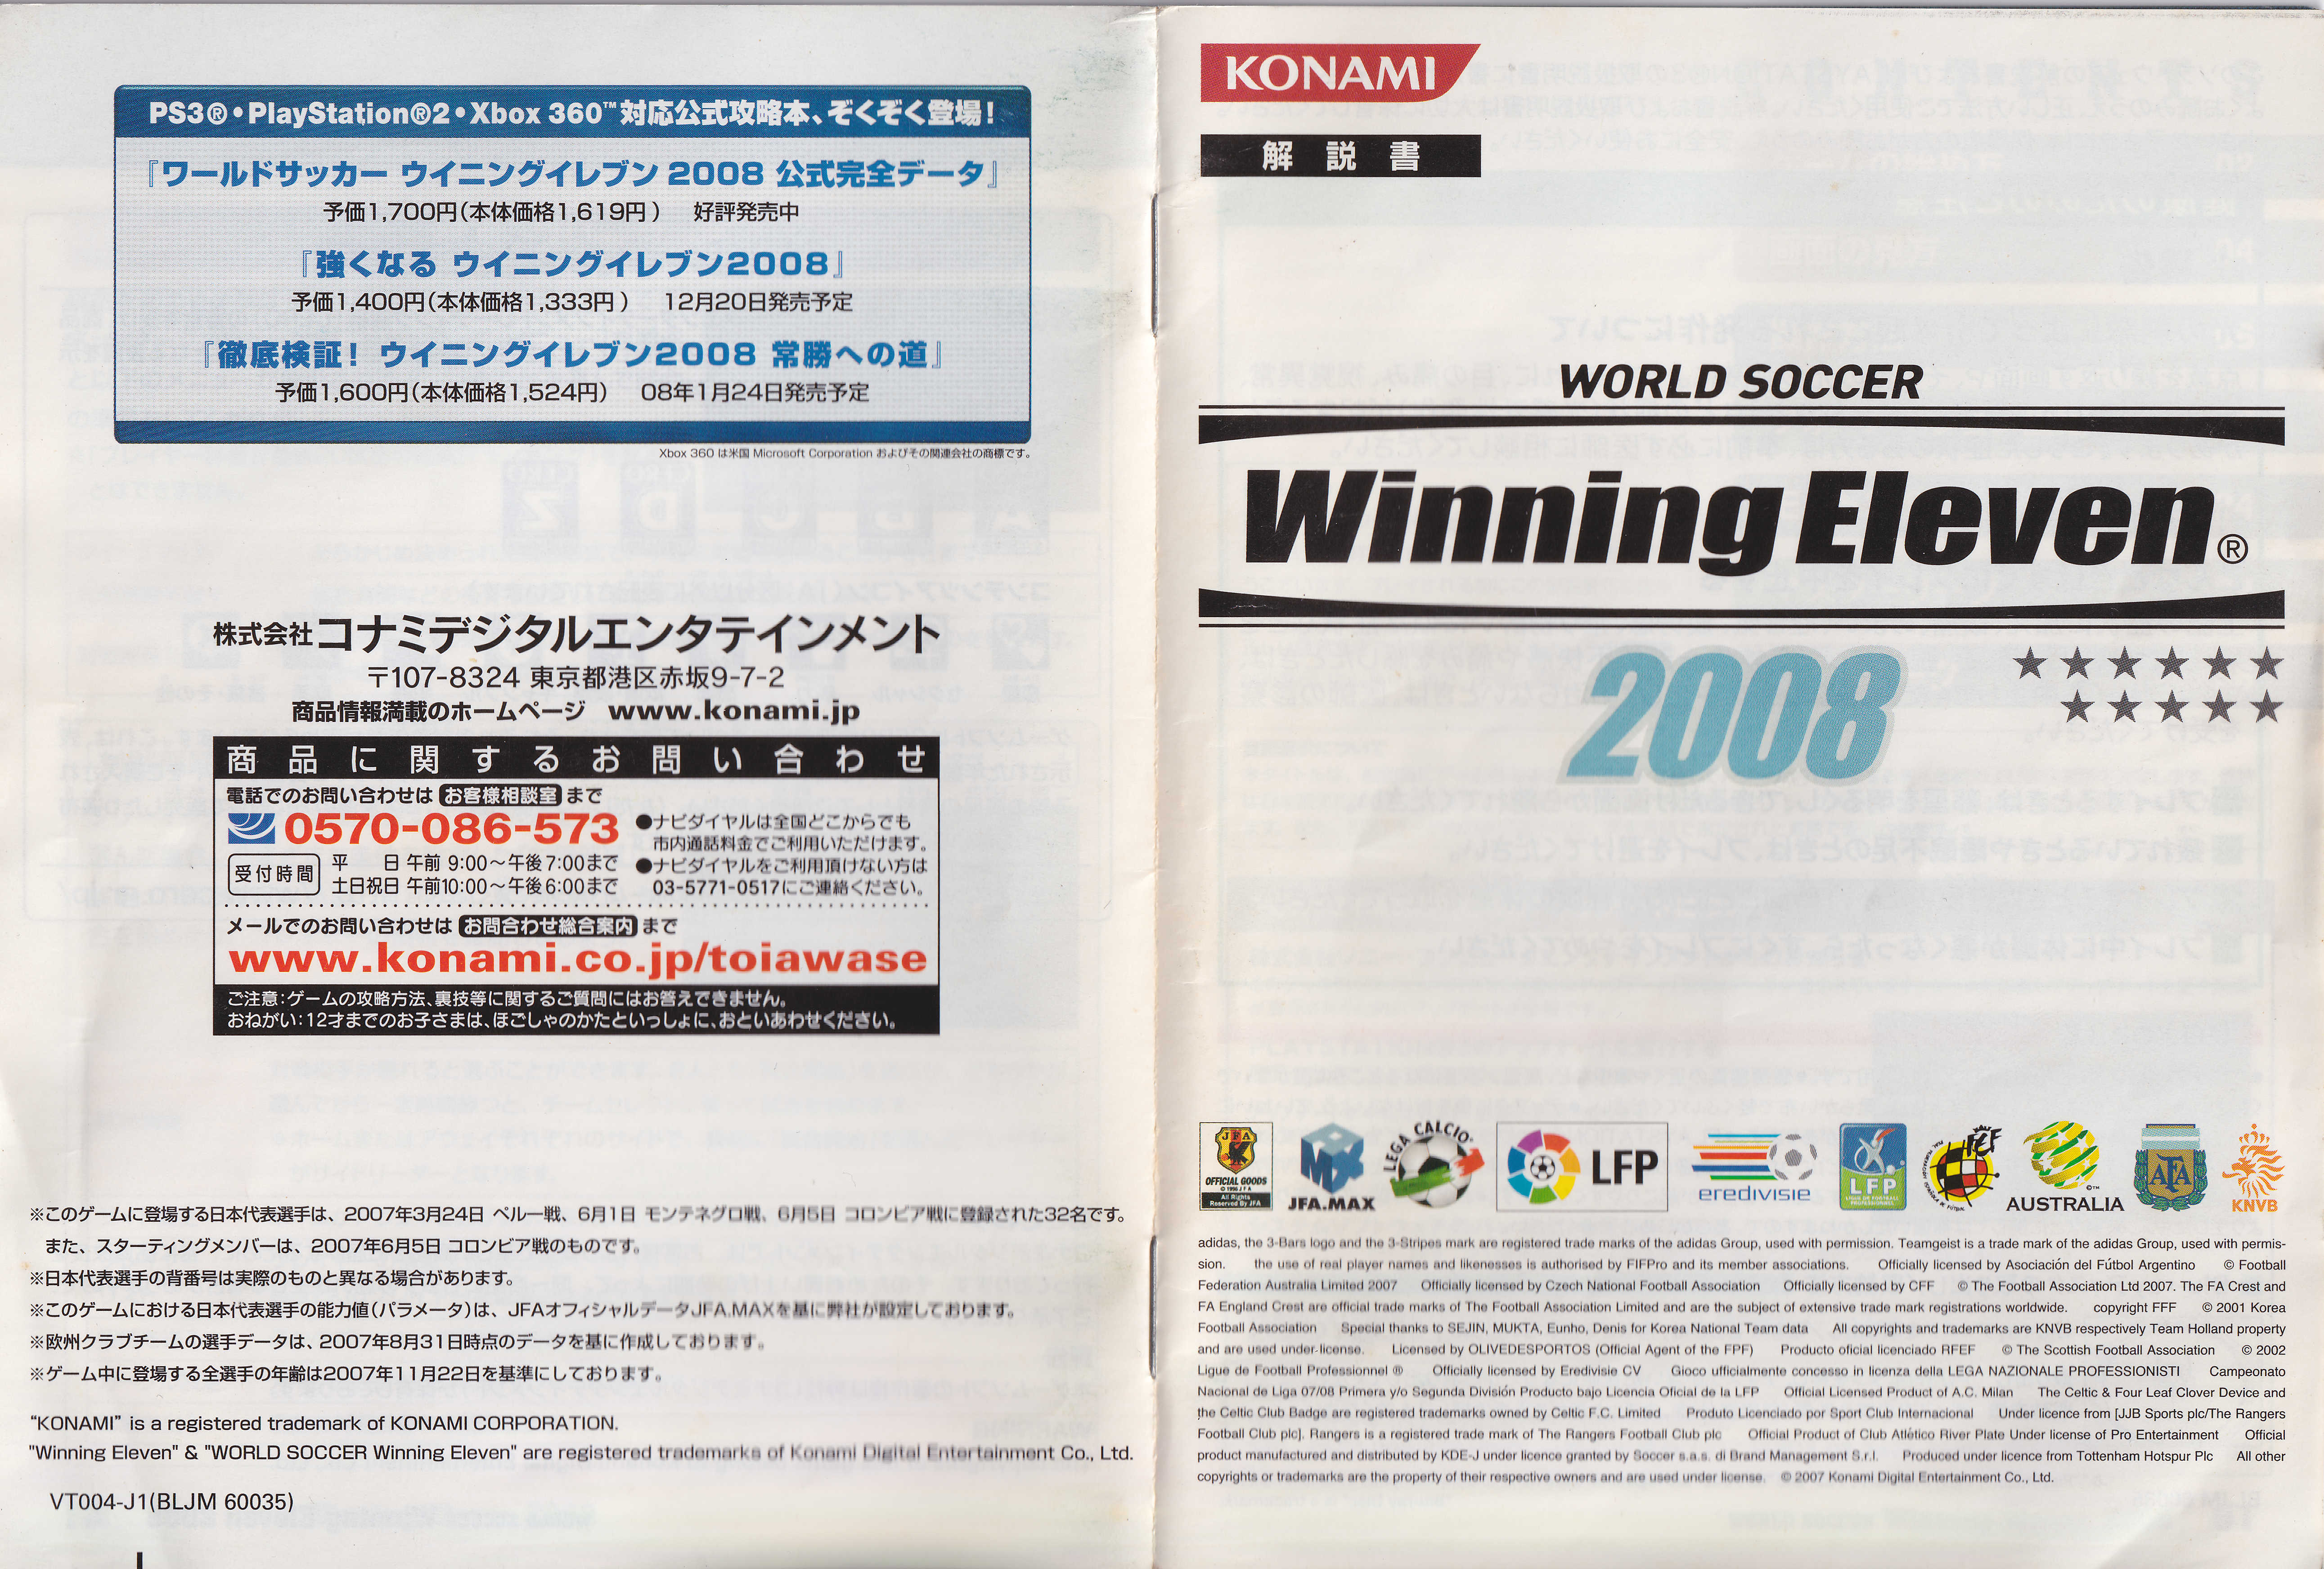 PS3®・PlayStation®2・Xbox 360™対応公式攻略本、ぞくぞく登場！
『ワールドサッカー ウイニングイレブン 2008 公式完全データ』
予価1,700円(本体価格1,619円) 好評発売中
『強くなる ウイニングイレブン2008』
予価1,400円(本体価格1,333円) 12月20日発売予定
『徹底検証！ ウイニングイレブン2008 常勝への道』
予価1,600円(本体価格1,524円) 08年1月24日発売予定
Xbox 360 は米国 Microsoft Corporation およびその関連会社の商標です。
株式会社コナミデジタルエンタテインメント
〒107-8324 東京都港区赤坂9-7-2
商品情報満載のホームページ www.konami.jp
商品に関するお問い合わせ
電話でのお問い合わせは お客様相談室 まで
0570-086-573
受付時間 平 日 午前 9:00〜午後7:00まで
土日祝日 午前10:00〜午後6:00まで
●ナビダイヤルは全国どこからでも
市内通話料金でご利用いただけます。
●ナビダイヤルをご利用頂けない方は
03-5771-0517にご連絡ください。
メールでのお問い合わせは お問合わせ総合案内 まで
www.konami.co.jp/toiawase
ご注意：ゲームの攻略方法、裏技等に関するご質問にはお答えできません。
おねがい：12才までのお子さまは、ほごしゃのかたといっしょに、おといあわせください。
※このゲームに登場する日本代表選手は、2007年3月24日 ペルー戦、6月1日 モンテネグロ戦、6月5日 コロンビア戦に登録された32名です。
また、スターティングメンバーは、2007年6月5日 コロンビア戦のものです。
※日本代表選手の背番号は実際のものと異なる場合があります。
※このゲームにおける日本代表選手の能力値(パラメータ)は、JFAオフィシャルデータJFA.MAXを基に弊社が設定しております。
※欧州クラブチームの選手データは、2007年8月31日時点のデータを基に作成しております。
※ゲーム中に登場する全選手の年齢は2007年11月22日を基準にしております。
"KONAMI" is a registered trademark of KONAMI CORPORATION.
"Winning Eleven" & "WORLD SOCCER Winning Eleven" are registered trademarks of Konami Digital Entertainment Co., Ltd.
VT004-J1(BLJM 60035)
KONAMI
解説書
WORLD SOCCER
Winning Eleven®
2008
★★★★★★
★★★★★
JFA
OFFICIAL GOODS
© 1996 J F A
All Rights
Reserved By JFA
JFA.MAX
LEGA CALCIO
LFP
eredivisie
LFP
LIGUE DE FOOTBALL
PROFESSIONNEL
AUSTRALIA
AFA
KNVB
adidas, the 3-Bars logo and the 3-Stripes mark are registered trade marks of the adidas Group, used with permission. Teamgeist is a trade mark of the adidas Group, used with permis-
sion. the use of real player names and likenesses is authorised by FIFPro and its member associations. Officially licensed by Asociación del Fútbol Argentino © Football
Federation Australia Limited 2007 Officially licensed by Czech National Football Association Officially licensed by CFF © The Football Association Ltd 2007. The FA Crest and
FA England Crest are official trade marks of The Football Association Limited and are the subject of extensive trade mark registrations worldwide. copyright FFF © 2001 Korea
Football Association Special thanks to SEJIN, MUKTA, Eunho, Denis for Korea National Team data All copyrights and trademarks are KNVB respectively Team Holland property
and are used under license. Licensed by OLIVEDESPORTOS (Official Agent of the FPF) Producto oficial licenciado RFEF © The Scottish Football Association © 2002
Ligue de Football Professionnel ® Officially licensed by Eredivisie CV Gioco ufficialmente concesso in licenza della LEGA NAZIONALE PROFESSIONISTI Campeonato
Nacional de Liga 07/08 Primera y/o Segunda División Producto bajo Licencia Oficial de la LFP Official Licensed Product of A.C. Milan The Celtic & Four Leaf Clover Device and
the Celtic Club Badge are registered trademarks owned by Celtic F.C. Limited Produto Licenciado por Sport Club Internacional Under licence from [JJB Sports plc/The Rangers
Football Club plc]. Rangers is a registered trade mark of The Rangers Football Club plc Official Product of Club Atlético River Plate Under license of Pro Entertainment Official
product manufactured and distributed by KDE-J under licence granted by Soccer s.a.s. di Brand Management S.r.l. Produced under licence from Tottenham Hotspur Plc All other
copyrights or trademarks are the property of their respective owners and are used under license. © 2007 Konami Digital Entertainment Co., Ltd.